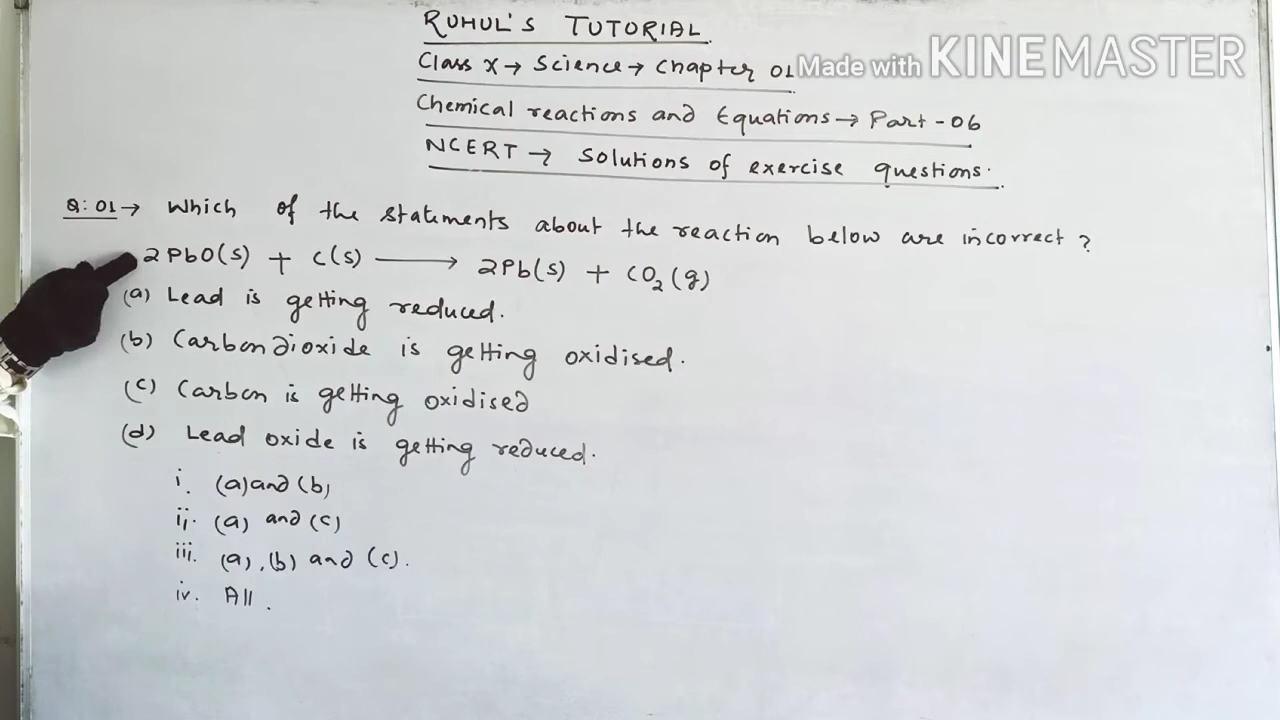 RUHUL'S TUTORIAL
Class X → Science → Chapter 01
Made with KINEMASTER
Chemical reactions and Equations → Part-06
NCERT → Solutions of exercise questions.
Q: 01 → Which of the statements about the reaction below are incorrect?
2PbO(s) + C(s) → 2Pb(s) + CO₂(g)
(a) Lead is getting reduced.
(b) Carbondioxide is getting oxidised.
(c) Carbon is getting oxidised
(d) Lead oxide is getting reduced.
i. (a)and(b)
ii. (a) and (c)
iii. (a),(b) and (c).
iv. All.